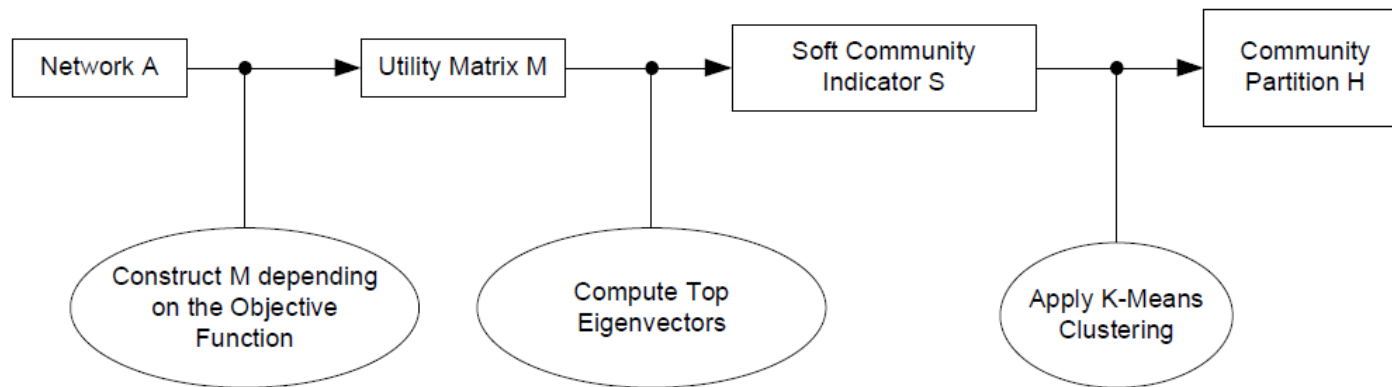 Network A
Utility Matrix M
Soft Community
Indicator S
Community
Partition H
Construct M depending
on the Objective
Function
Compute Top
Eigenvectors
Apply K-Means
Clustering